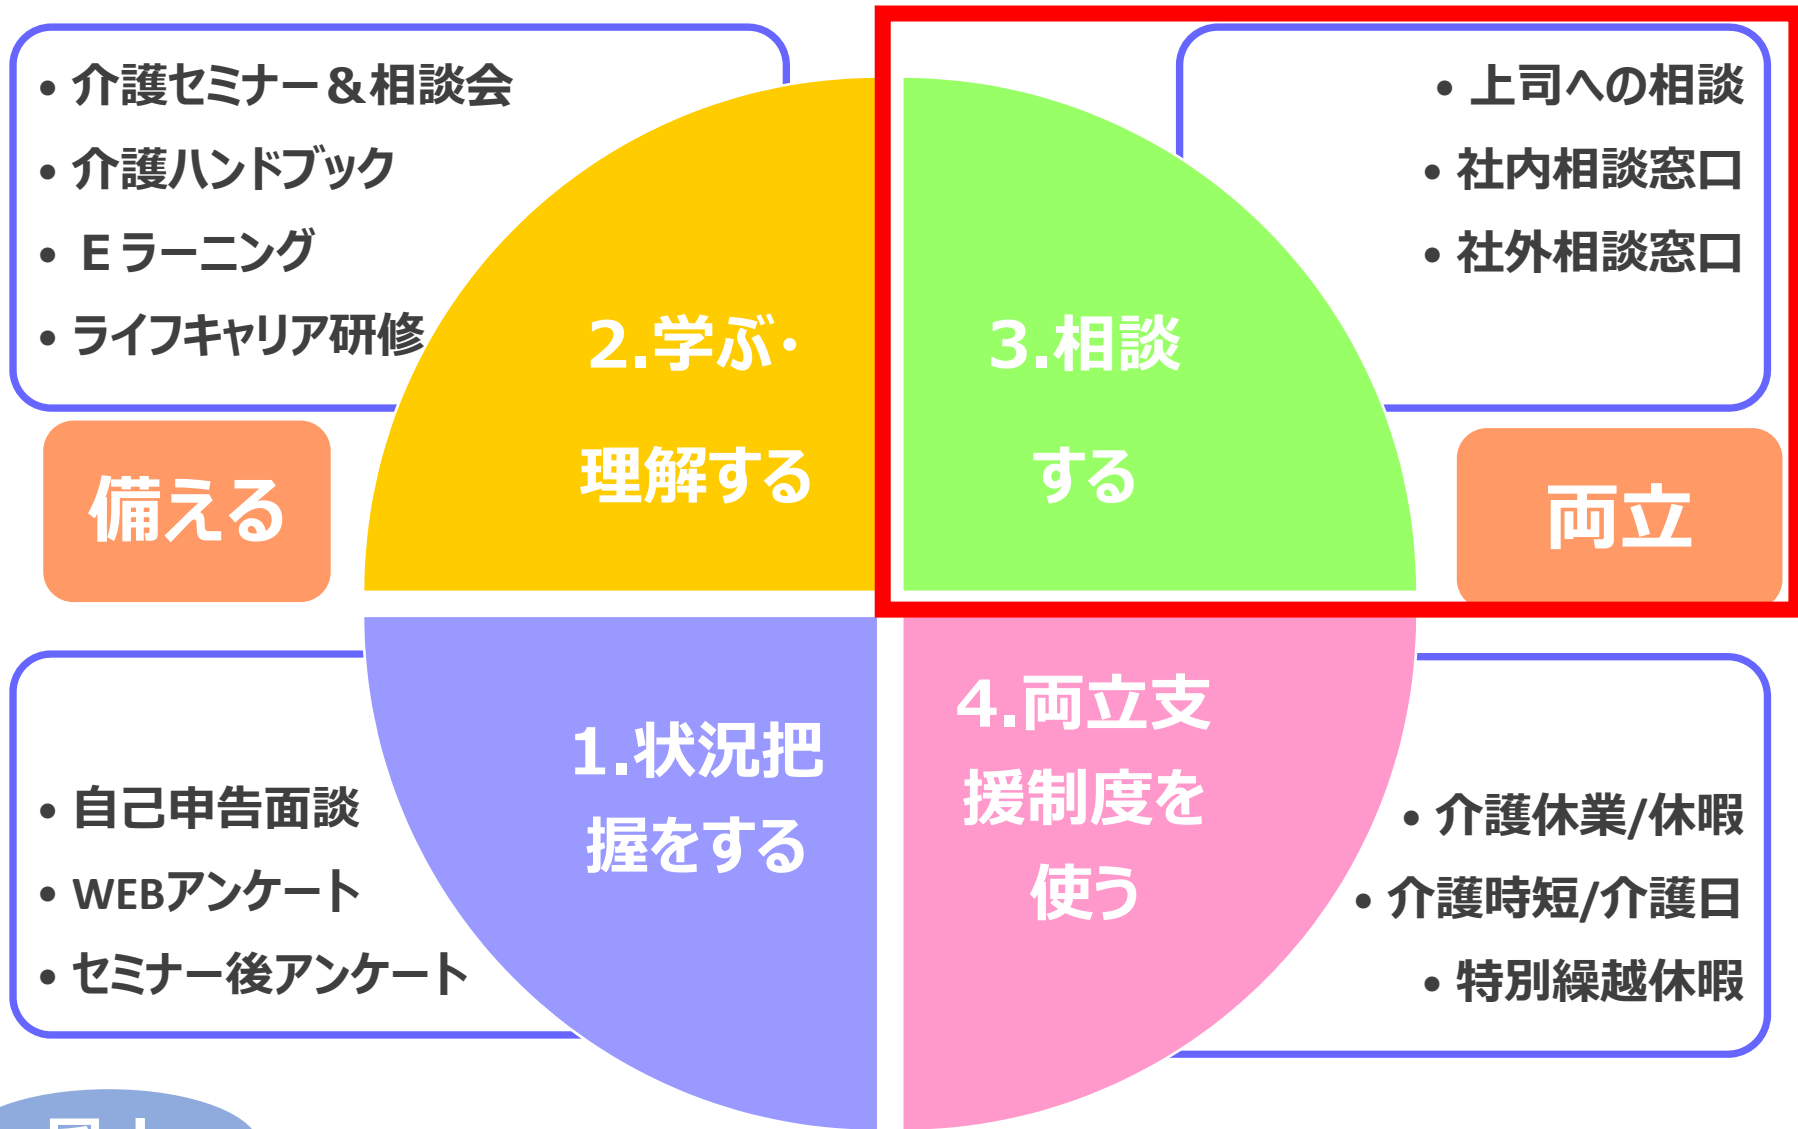 • 介護セミナー＆相談会
• 介護ハンドブック
• Ｅラーニング
• ライフキャリア研修
• 上司への相談
• 社内相談窓口
• 社外相談窓口
2.学ぶ・
理解する
3.相談
する
備える
両立
1.状況把
握をする
4.両立支
援制度を
使う
• 自己申告面談
• WEBアンケート
• セミナー後アンケート
• 介護休業/休暇
• 介護時短/介護日
• 特別繰越休暇